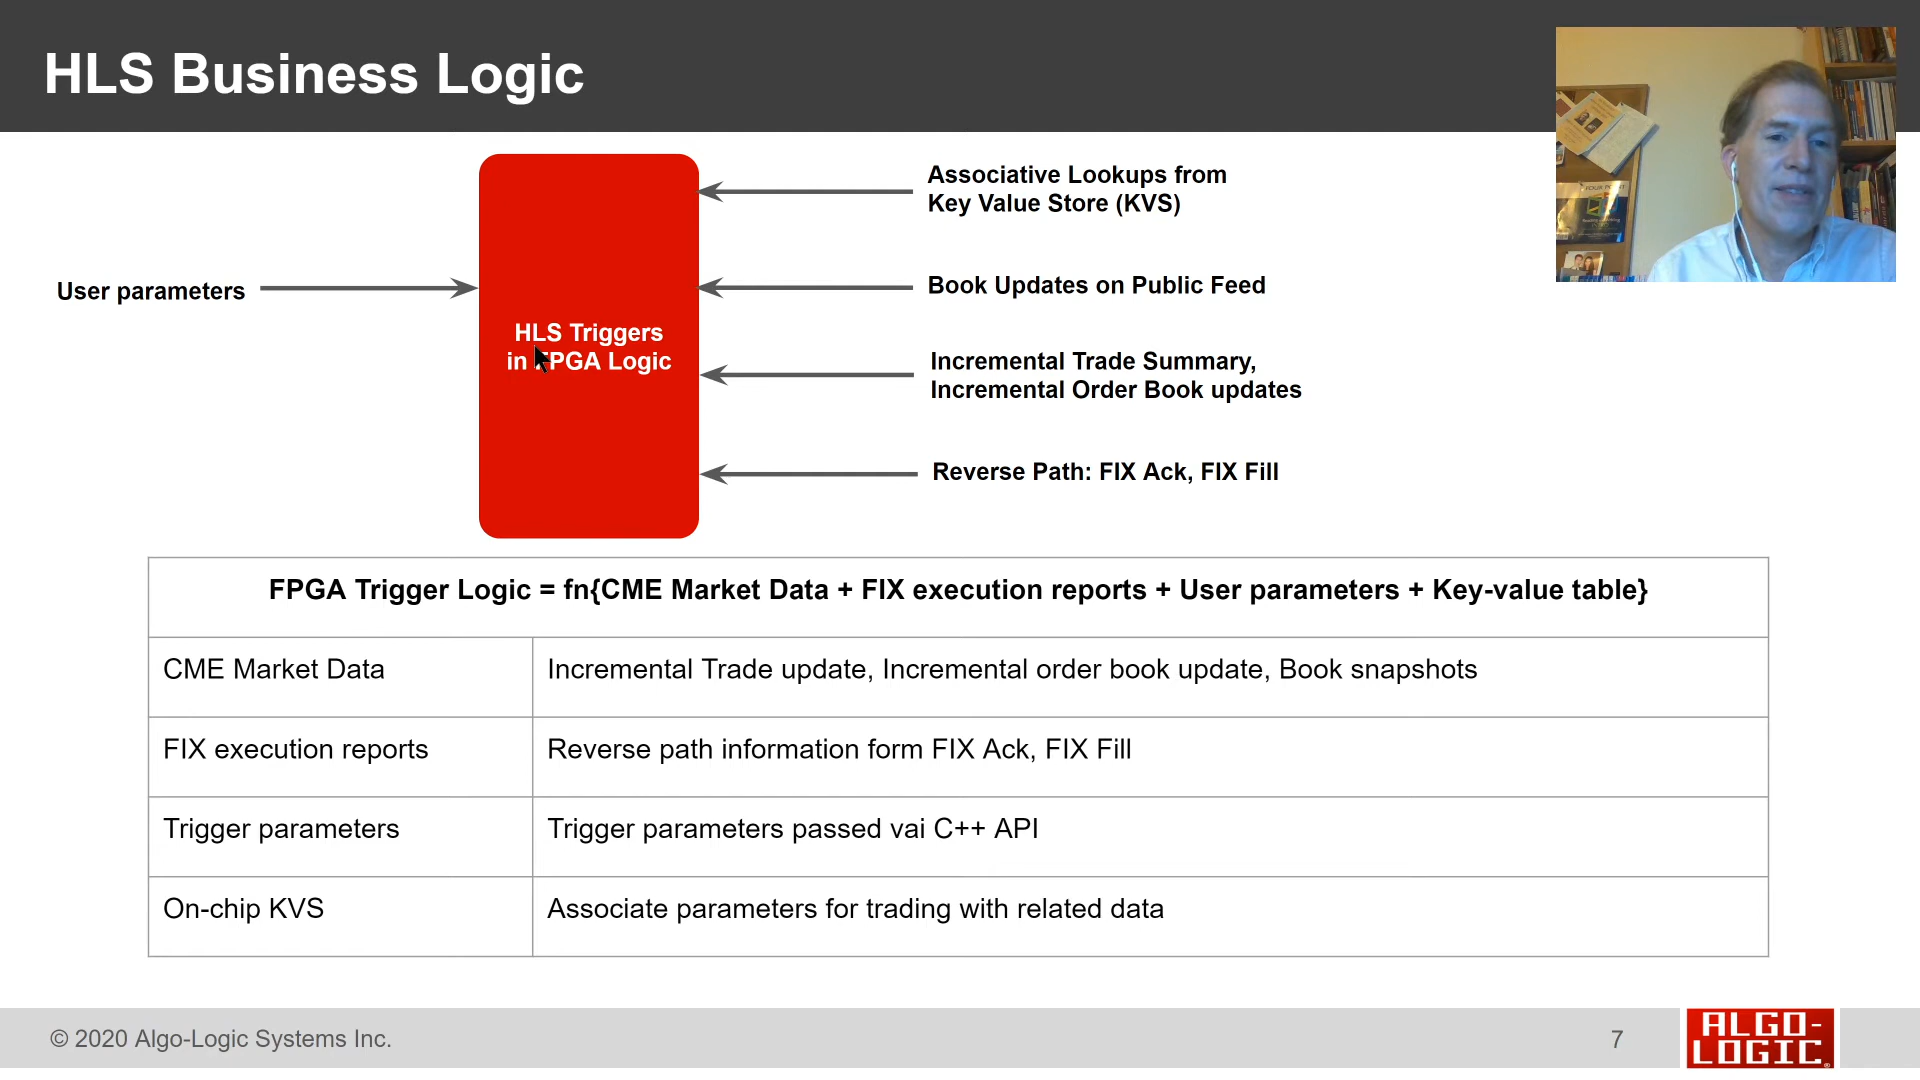 HLS Business Logic
Associative Lookups from
Key Value Store (KVS)
User parameters
Book Updates on Public Feed
HLS Triggers
in FPGA Logic
Incremental Trade Summary,
Incremental Order Book updates
Reverse Path: FIX Ack, FIX Fill
FPGA Trigger Logic = fn{CME Market Data + FIX execution reports + User parameters + Key-value table}
CME Market Data
Incremental Trade update, Incremental order book update, Book snapshots
FIX execution reports
Reverse path information form FIX Ack, FIX Fill
Trigger parameters
Trigger parameters passed vai C++ API
On-chip KVS
Associate parameters for trading with related data
© 2020 Algo-Logic Systems Inc.
7
ALGO-
LOGIC®